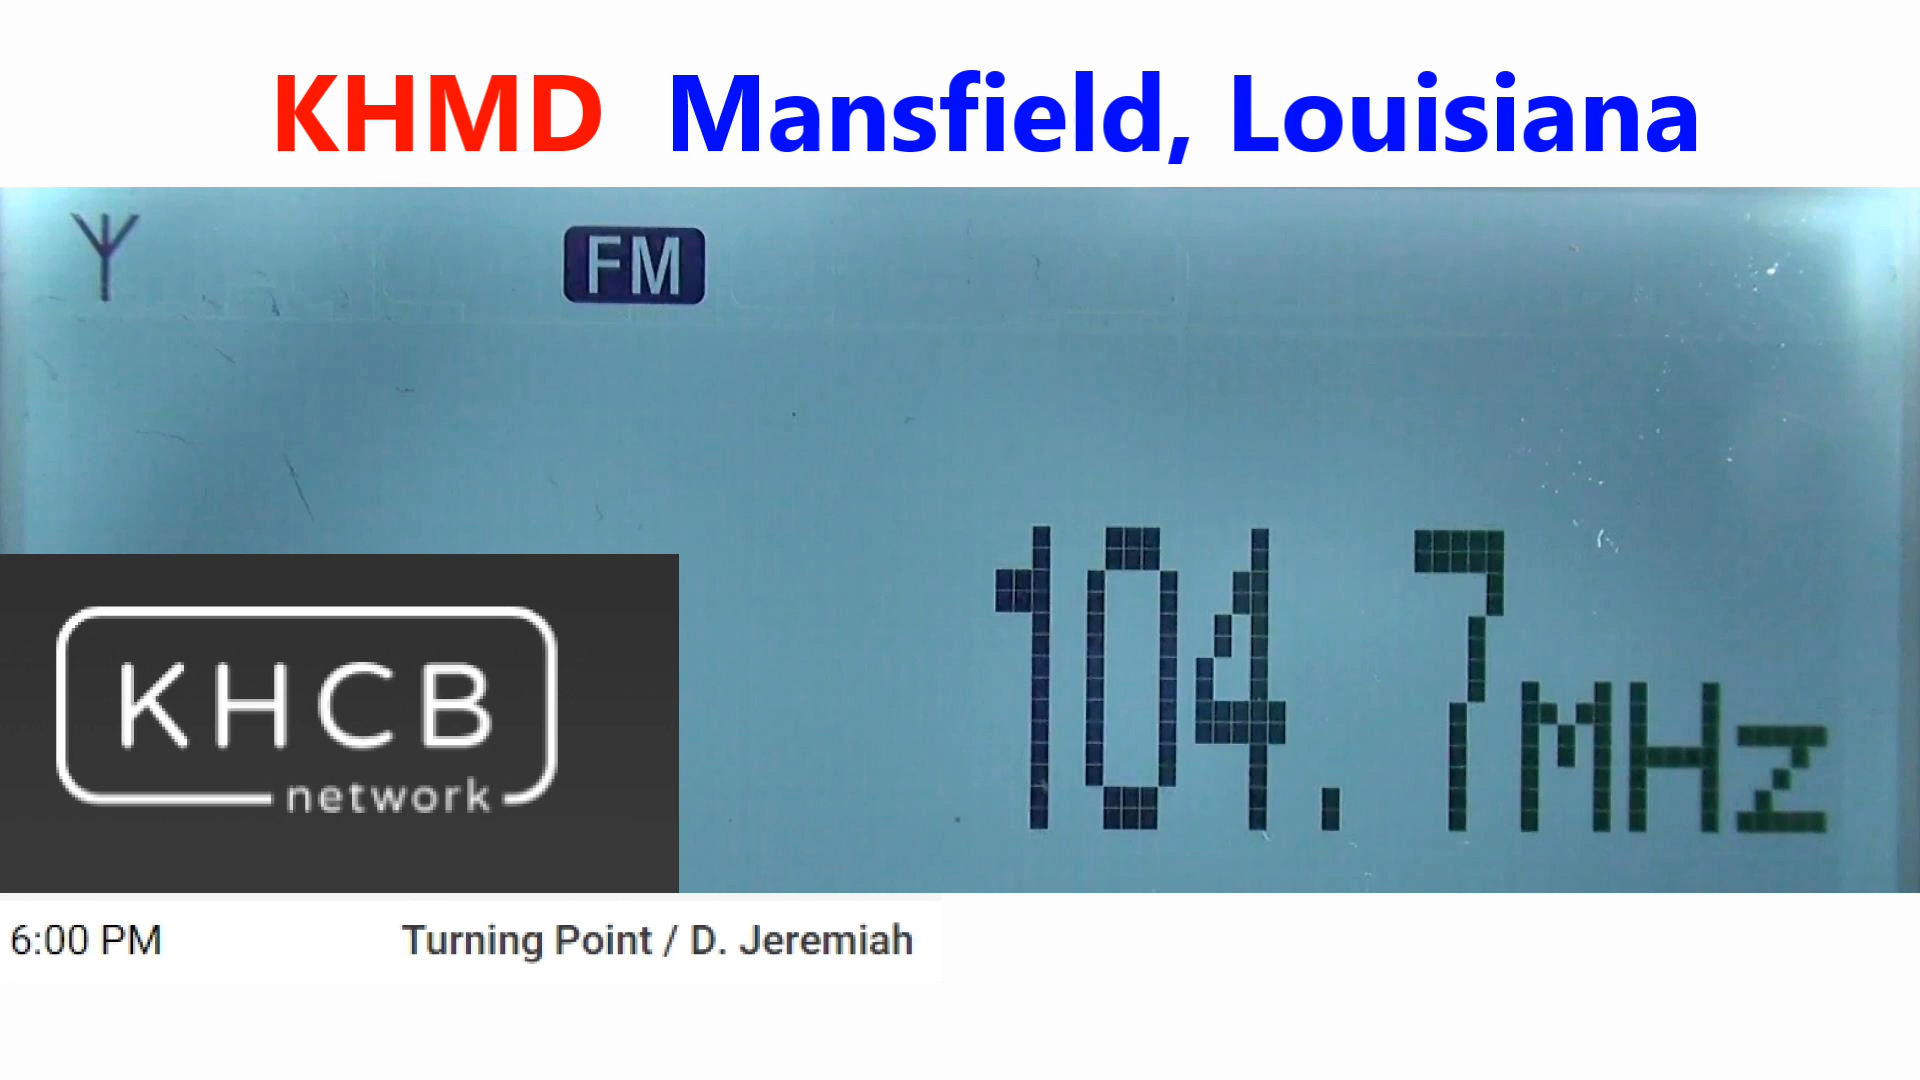 KHMD Mansfield, Louisiana
FM
104.7MHz
KHCB
network
6:00 PM Turning Point / D. Jeremiah